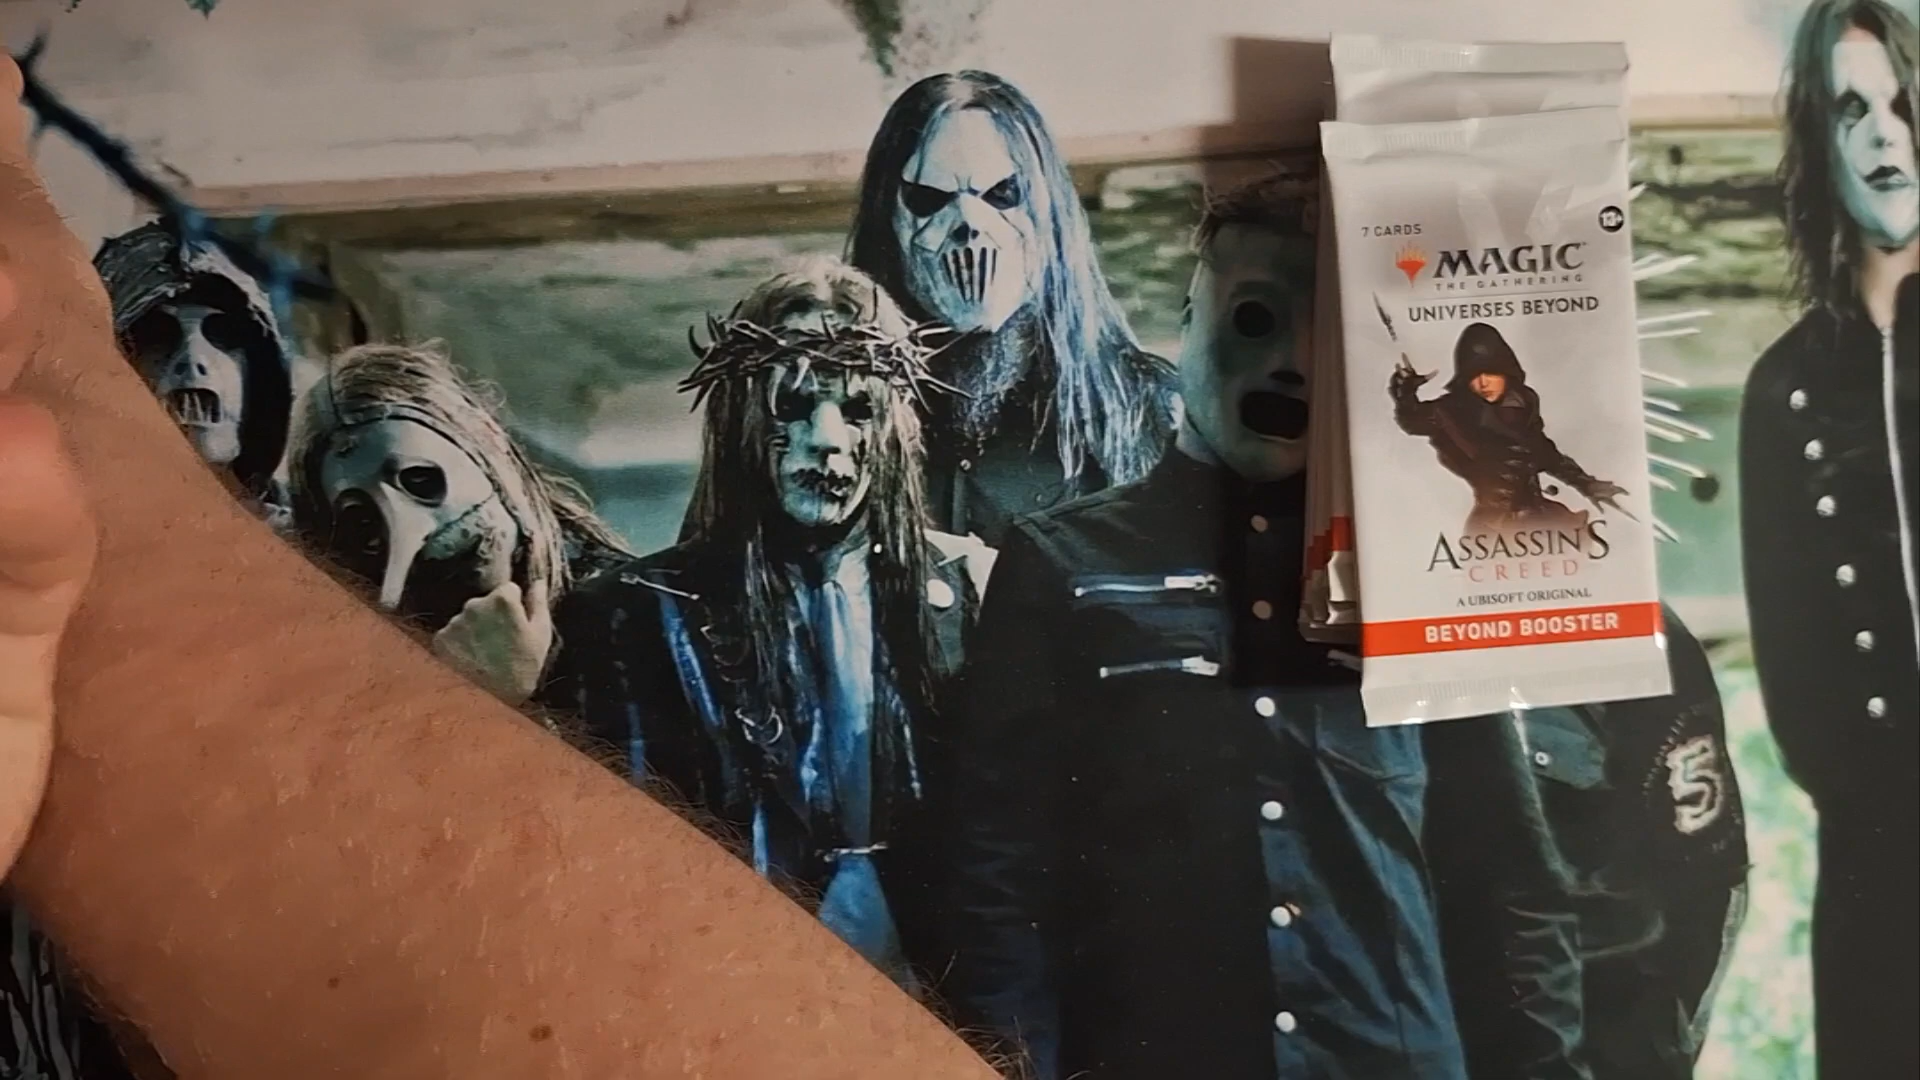 7 CARDS
13+
MAGIC
THE GATHERING
UNIVERSES BEYOND
ASSASSIN'S
CREED
A UBISOFT ORIGINAL
BEYOND BOOSTER
5